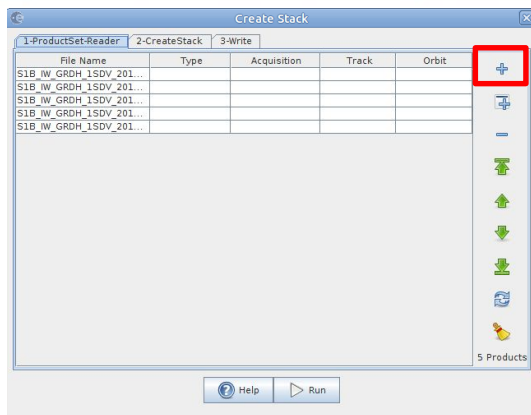 Create Stack
1-ProductSet-Reader 2-CreateStack 3-Write
File Name Type Acquisition Track Orbit
S1B_IW_GRDH_1SDV_201...
S1B_IW_GRDH_1SDV_201...
S1B_IW_GRDH_1SDV_201...
S1B_IW_GRDH_1SDV_201...
S1B_IW_GRDH_1SDV_201...
5 Products
Help Run